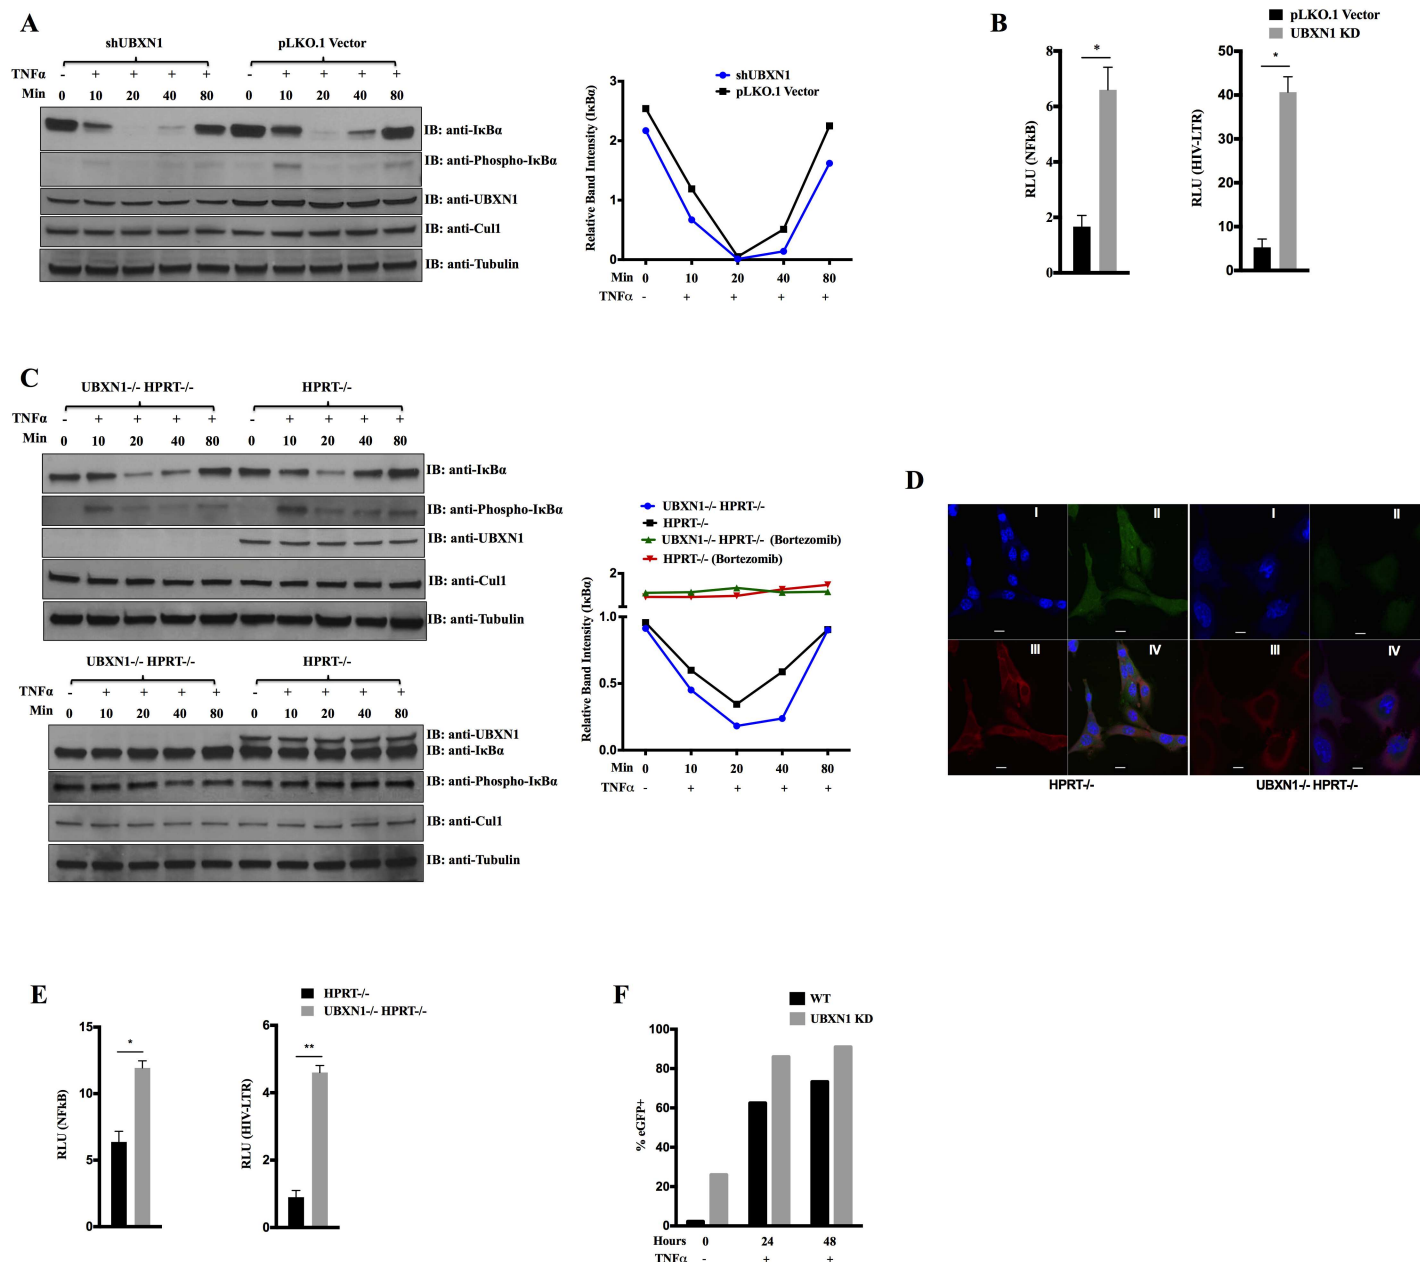 A
shUBXN1 pLKO.1 Vector
TNFα - + + + + - + + + +
Min 0 10 20 40 80 0 10 20 40 80
IB: anti-IκBα
IB: anti-Phospho-IκBα
IB: anti-UBXN1
IB: anti-Cul1
IB: anti-Tubulin
shUBXN1
pLKO.1 Vector
Relative Band Intensity (IκBα)
3
2
1
0
Min 0 10 20 40 80
TNFα - + + + +
B
pLKO.1 Vector
UBXN1 KD
RLU (NFkB)
8
6
4
2
0
*
RLU (HIV-LTR)
50
40
30
20
10
0
*
C
UBXN1-/- HPRT-/- HPRT-/-
TNFα - + + + + - + + + +
Min 0 10 20 40 80 0 10 20 40 80
IB: anti-IκBα
IB: anti-Phospho-IκBα
IB: anti-UBXN1
IB: anti-Cul1
IB: anti-Tubulin
UBXN1-/- HPRT-/- HPRT-/-
TNFα - + + + + - + + + +
Min 0 10 20 40 80 0 10 20 40 80
IB: anti-UBXN1
IB: anti-IκBα
IB: anti-Phospho-IκBα
IB: anti-Cul1
IB: anti-Tubulin
UBXN1-/- HPRT-/-
HPRT-/-
UBXN1-/- HPRT-/- (Bortezomib)
HPRT-/- (Bortezomib)
Relative Band Intensity (IκBα)
2
1.0
0.5
0.0
Min 0 10 20 40 80
TNFα - + + + +
D
I II I II
III IV III IV
HPRT-/- UBXN1-/- HPRT-/-
E
HPRT-/-
UBXN1-/- HPRT-/-
RLU (NFkB)
15
10
5
0
*
RLU (HIV-LTR)
6
4
2
0
**
F
WT
UBXN1 KD
% eGFP+
100
80
60
40
20
0
Hours 0 24 48
TNFα - + +